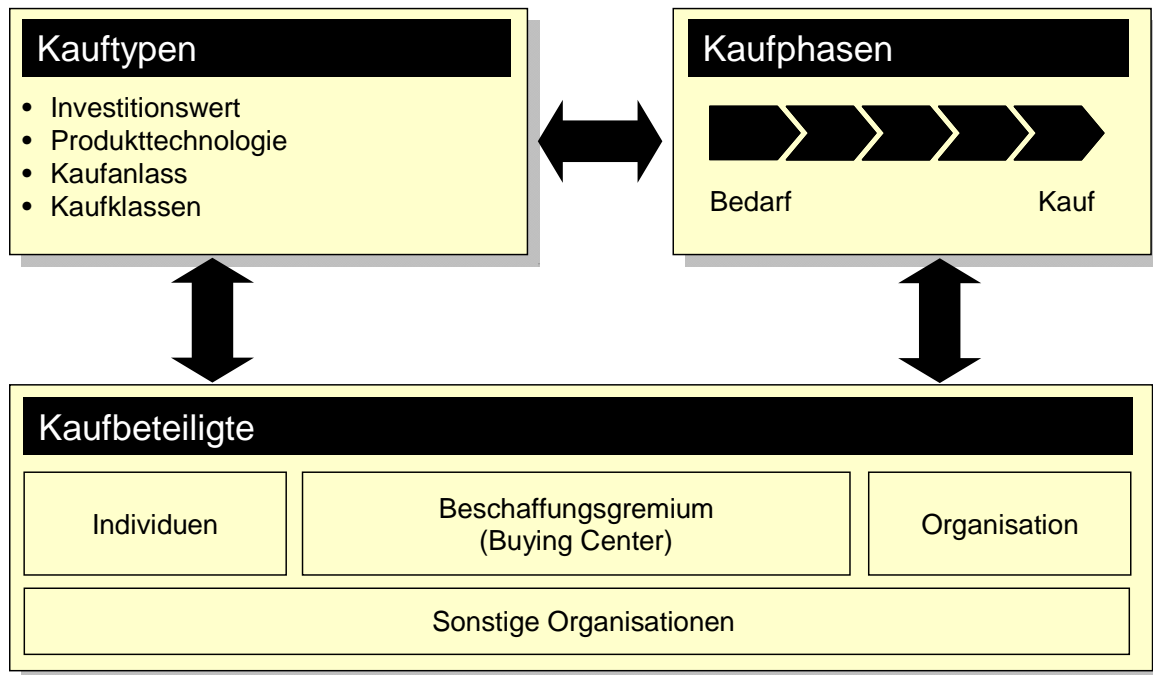 Kauftypen
• Investitionswert
• Produkttechnologie
• Kaufanlass
• Kaufklassen
Kaufphasen
Bedarf
Kauf
Kaufbeteiligte
Individuen
Beschaffungsgremium
(Buying Center)
Organisation
Sonstige Organisationen